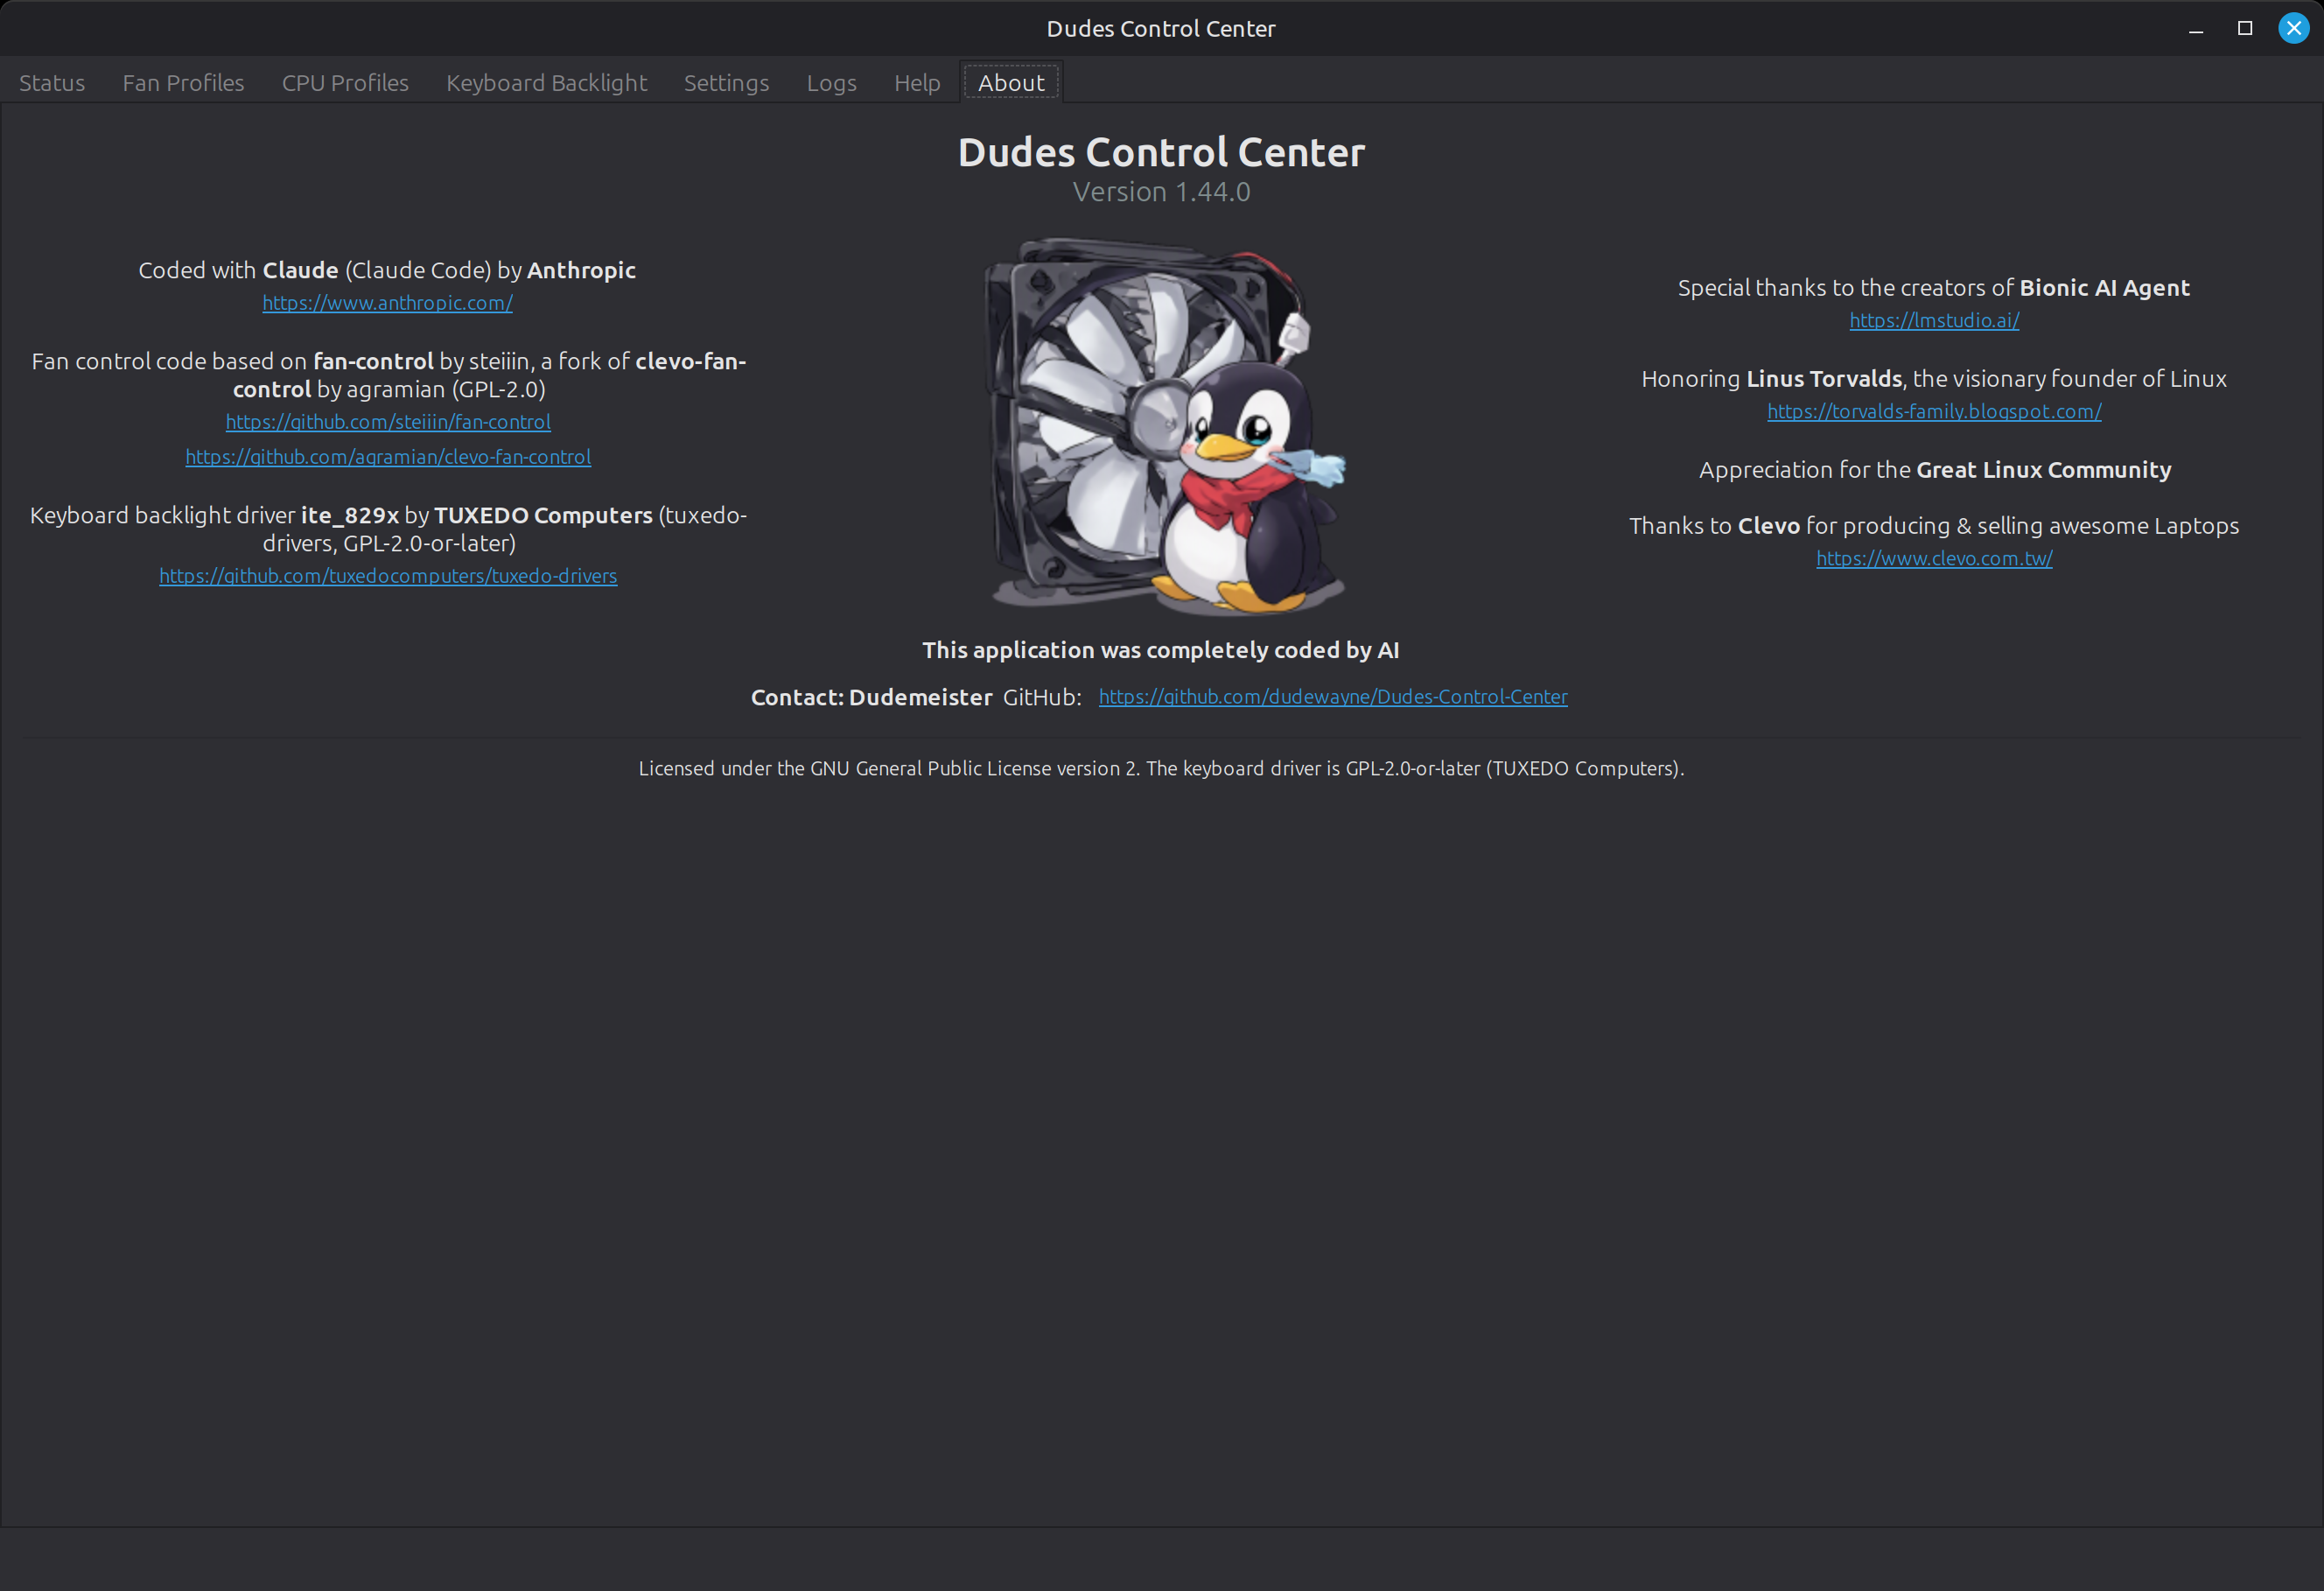 Dudes Control Center
Status
Fan Profiles
CPU Profiles
Keyboard Backlight
Settings
Logs
Help
About
Dudes Control Center
Version 1.44.0
Coded with Claude (Claude Code) by Anthropic
https://www.anthropic.com/
Fan control code based on fan-control by steiiin, a fork of clevo-fan-
control by agramian (GPL-2.0)
https://github.com/steiiin/fan-control
https://github.com/agramian/clevo-fan-control
Keyboard backlight driver ite_829x by TUXEDO Computers (tuxedo-
drivers, GPL-2.0-or-later)
https://github.com/tuxedocomputers/tuxedo-drivers
Special thanks to the creators of Bionic AI Agent
https://lmstudio.ai/
Honoring Linus Torvalds, the visionary founder of Linux
https://torvalds-family.blogspot.com/
Appreciation for the Great Linux Community
Thanks to Clevo for producing & selling awesome Laptops
https://www.clevo.com.tw/
This application was completely coded by AI
Contact: Dudemeister GitHub: https://github.com/dudewayne/Dudes-Control-Center
Licensed under the GNU General Public License version 2. The keyboard driver is GPL-2.0-or-later (TUXEDO Computers).